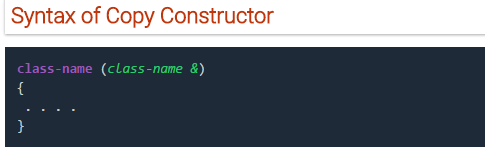 Syntax of Copy Constructor
class-name (class-name &)
{
. . . .
}